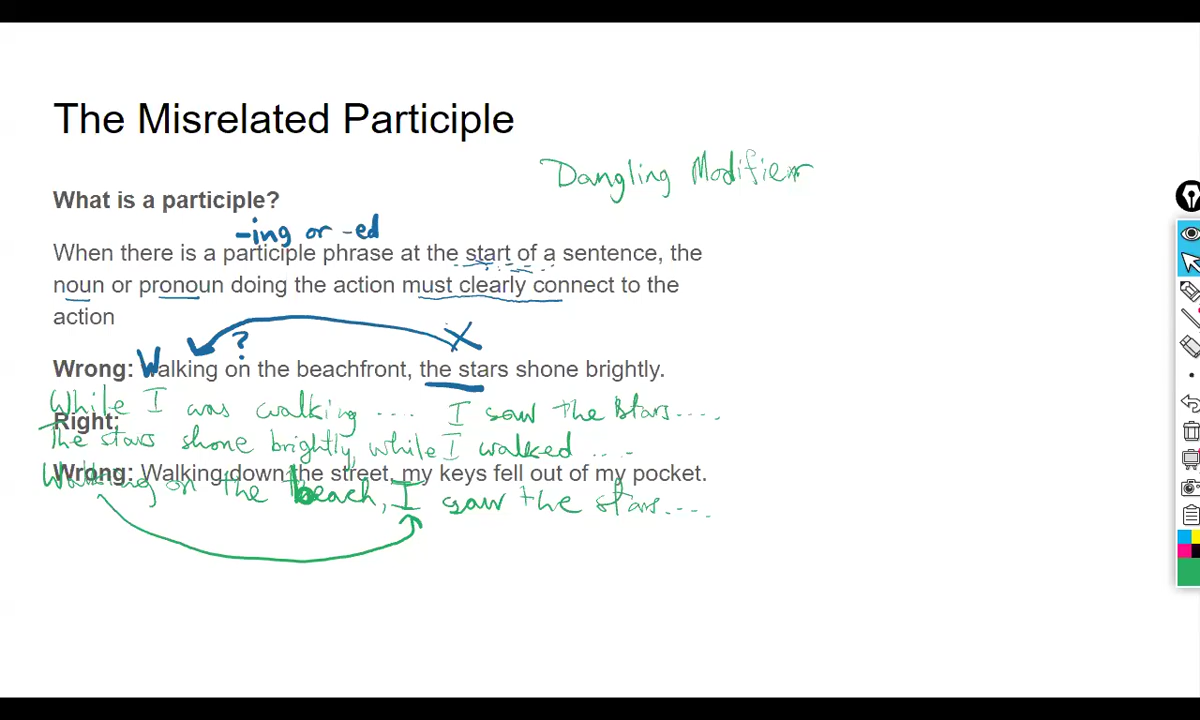 The Misrelated Participle
Dangling Modifier
What is a participle?
-ing or -ed
When there is a participle phrase at the start of a sentence, the
noun or pronoun doing the action must clearly connect to the
action
?
Wrong: Walking on the beachfront, the stars shone brightly.
While I was walking .... I saw the stars....
Right:
The stars shone brightly, while I walked ....
Wrong: Walking down the street, my keys fell out of my pocket.
Walking on the beach, I saw the stars....